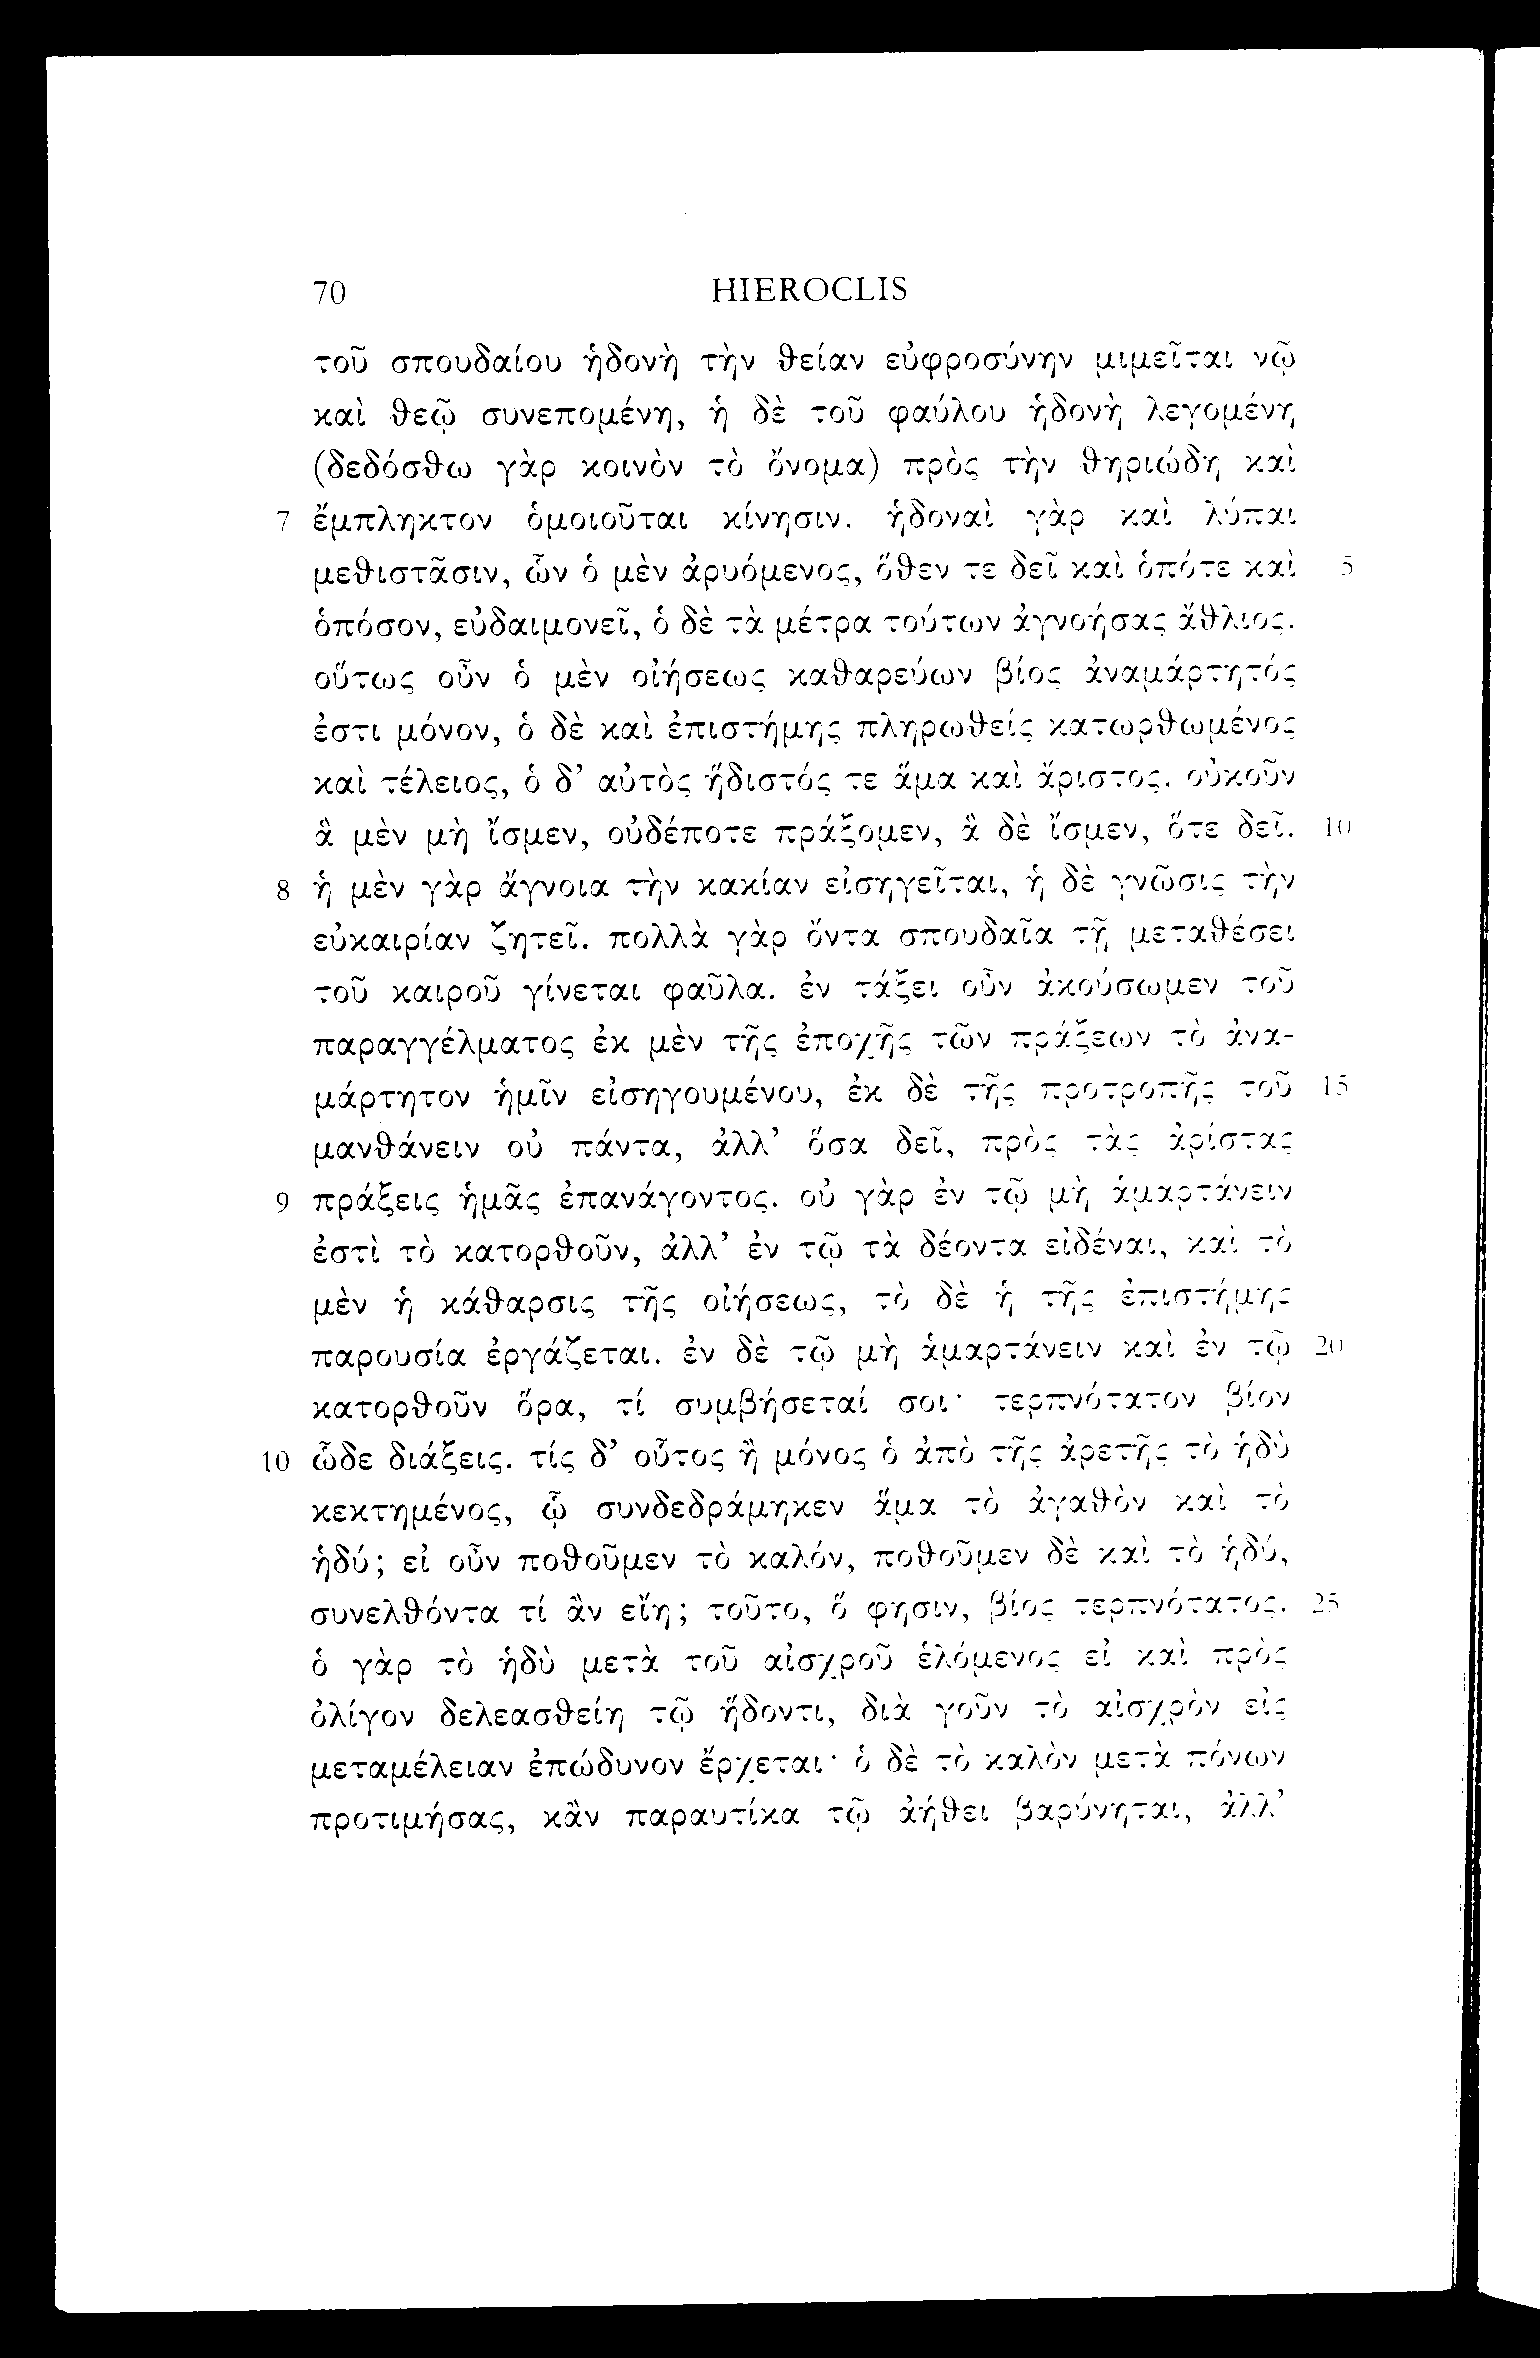 70 HIEROCLIS
τοῦ σπουδαίου ἡδονὴ τὴν θείαν εὐφροσύνην μιμεῖται νῷ
καὶ θεῷ συνεπομένη, ἡ δὲ τοῦ φαύλου ἡδονὴ λεγομένη
(δεδόσθω γὰρ κοινὸν τὸ ὄνομα) πρὸς τὴν θηριώδη καὶ
7 ἔμπληκτον ὁμοιοῦται κίνησιν. ἡδοναὶ γὰρ καὶ λύπαι
μεθιστᾶσιν, ὧν ὁ μὲν ἀρυόμενος, ὅθεν τε δεῖ καὶ ὁπότε καὶ 5
ὁπόσον, εὐδαιμονεῖ, ὁ δὲ τὰ μέτρα τούτων ἀγνοήσας ἄθλιος.
οὕτως οὖν ὁ μὲν οἰήσεως καθαρεύων βίος ἀναμάρτητός
ἐστι μόνον, ὁ δὲ καὶ ἐπιστήμης πληρωθεὶς κατωρθωμένος
καὶ τέλειος, ὁ δ’ αὐτὸς ἥδιστός τε ἅμα καὶ ἄριστος. οὐκοῦν
ἃ μὲν μὴ ἴσμεν, οὐδέποτε πράξομεν, ἃ δὲ ἴσμεν, ὅτε δεῖ. 10
8 ἡ μὲν γὰρ ἄγνοια τὴν κακίαν εἰσηγεῖται, ἡ δὲ γνῶσις τὴν
εὐκαιρίαν ζητεῖ. πολλὰ γὰρ ὄντα σπουδαῖα τῇ μεταθέσει
τοῦ καιροῦ γίνεται φαῦλα. ἐν τάξει οὖν ἀκούσωμεν τοῦ
παραγγέλματος ἐκ μὲν τῆς ἐποχῆς τῶν πράξεων τὸ ἀνα-
μάρτητον ἡμῖν εἰσηγουμένου, ἐκ δὲ τῆς προτροπῆς τοῦ 15
μανθάνειν οὐ πάντα, ἀλλ’ ὅσα δεῖ, πρὸς τὰς ἀρίστας
9 πράξεις ἡμᾶς ἐπανάγοντος. οὐ γὰρ ἐν τῷ μὴ ἁμαρτάνειν
ἐστὶ τὸ κατορθοῦν, ἀλλ’ ἐν τῷ τὰ δέοντα εἰδέναι, καὶ τὸ
μὲν ἡ κάθαρσις τῆς οἰήσεως, τὸ δὲ ἡ τῆς ἐπιστήμης
παρουσία ἐργάζεται. ἐν δὲ τῷ μὴ ἁμαρτάνειν καὶ ἐν τῷ 20
κατορθοῦν ὅρα, τί συμβήσεταί σοι· τερπνότατον βίον
10 ὧδε διάξεις. τίς δ’ οὗτος ἢ μόνος ὁ ἀπὸ τῆς ἀρετῆς τὸ ἡδὺ
κεκτημένος, ᾧ συνδεδράμηκεν ἅμα τὸ ἀγαθὸν καὶ τὸ
ἡδύ; εἰ οὖν ποθοῦμεν τὸ καλόν, ποθοῦμεν δὲ καὶ τὸ ἡδύ,
συνελθόντα τί ἂν εἴη; τοῦτο, ὅ φησιν, βίος τερπνότατος. 25
ὁ γὰρ τὸ ἡδὺ μετὰ τοῦ αἰσχροῦ ἑλόμενος εἰ καὶ πρὸς
ὀλίγον δελεασθείη τῷ ἥδοντι, διὰ γοῦν τὸ αἰσχρὸν εἰς
μεταμέλειαν ἐπώδυνον ἔρχεται· ὁ δὲ τὸ καλὸν μετὰ πόνων
προτιμήσας, κἂν παραυτίκα τῷ ἀήθει βαρύνηται, ἀλλ’